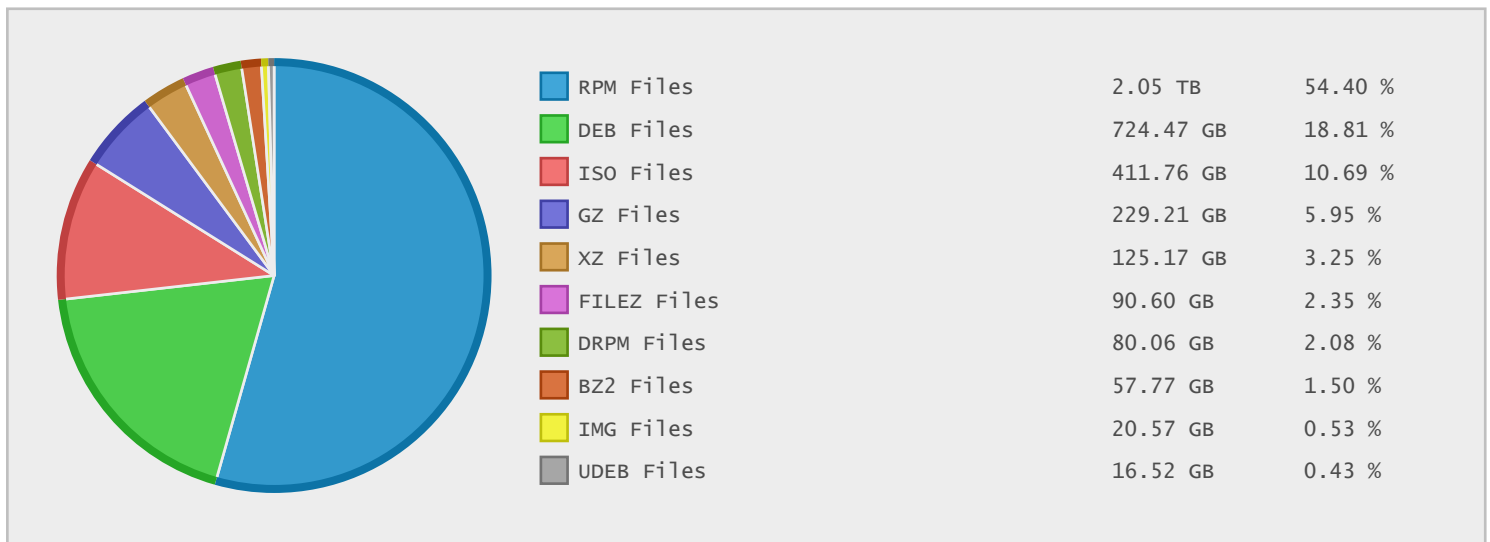 RPM Files 2.05 TB 54.40 %
DEB Files 724.47 GB 18.81 %
ISO Files 411.76 GB 10.69 %
GZ Files 229.21 GB 5.95 %
XZ Files 125.17 GB 3.25 %
FILEZ Files 90.60 GB 2.35 %
DRPM Files 80.06 GB 2.08 %
BZ2 Files 57.77 GB 1.50 %
IMG Files 20.57 GB 0.53 %
UDEB Files 16.52 GB 0.43 %